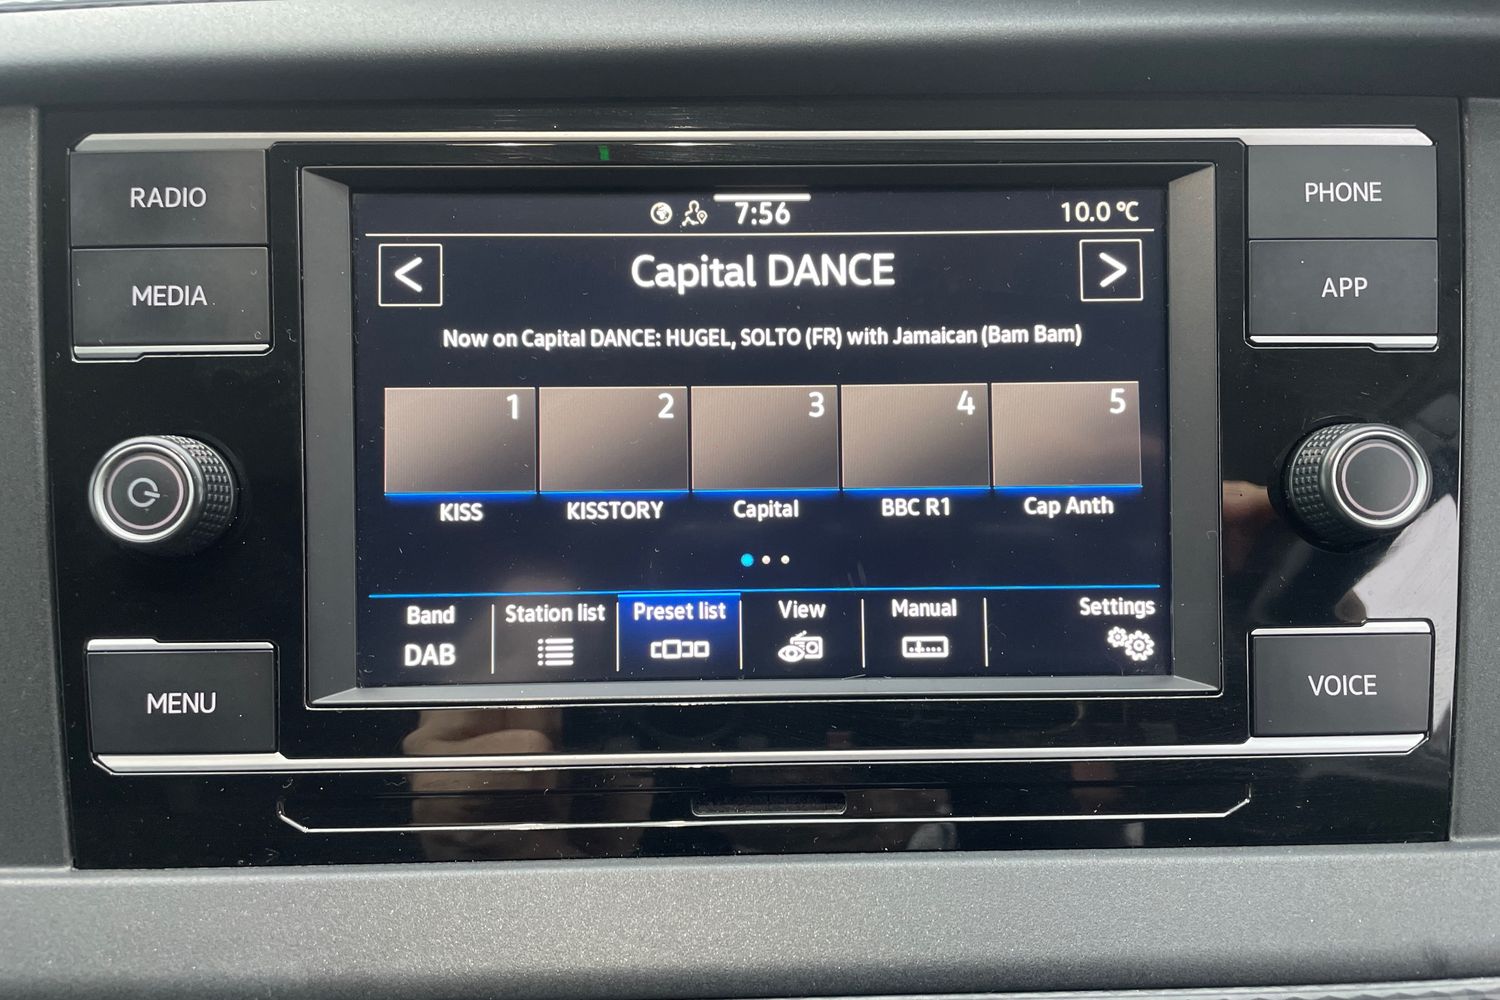 RADIO
MEDIA
MENU
PHONE
APP
VOICE
7:56
10.0 °C
<
Capital DANCE
>
Now on Capital DANCE: HUGEL, SOLTO (FR) with Jamaican (Bam Bam)
1 2 3 4 5
KISS KISSTORY Capital BBC R1 Cap Anth
Band Station list Preset list View Manual Settings
DAB